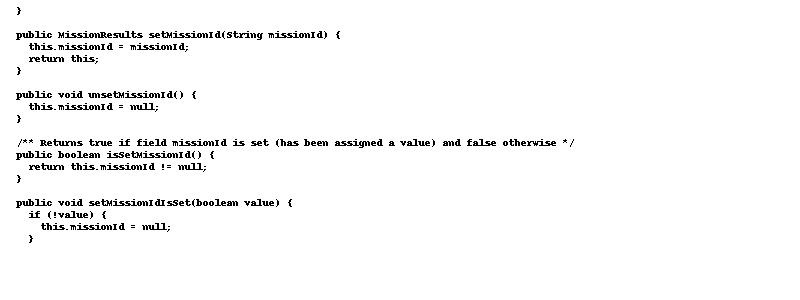 }

public MissionResults setMissionId(String missionId) {
  this.missionId = missionId;
  return this;
}

public void unsetMissionId() {
  this.missionId = null;
}

/** Returns true if field missionId is set (has been assigned a value) and false otherwise */
public boolean isSetMissionId() {
  return this.missionId != null;
}

public void setMissionIdIsSet(boolean value) {
  if (!value) {
    this.missionId = null;
  }